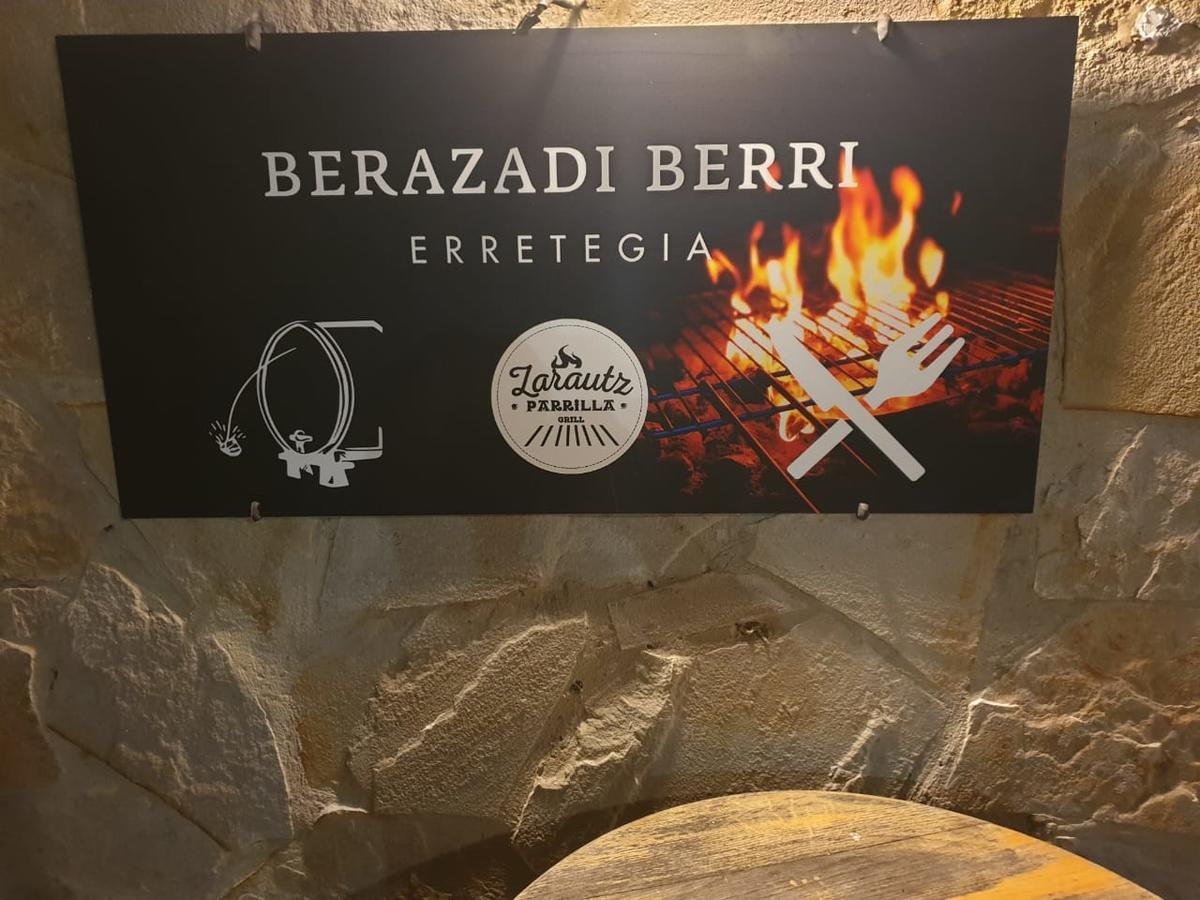 BERAZADI BERRI
ERRETEGIA
Zarautz
PARRILLA
GRILL